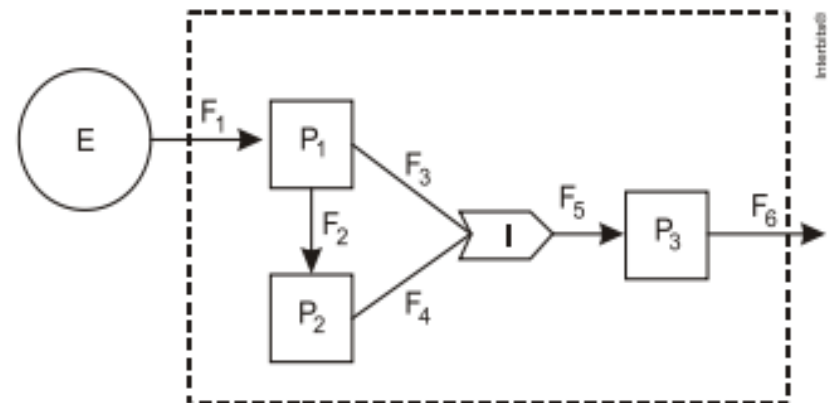 Interbits®
F₁
E
P₁
F₃
F₂
I
F₅
P₃
F₆
P₂
F₄